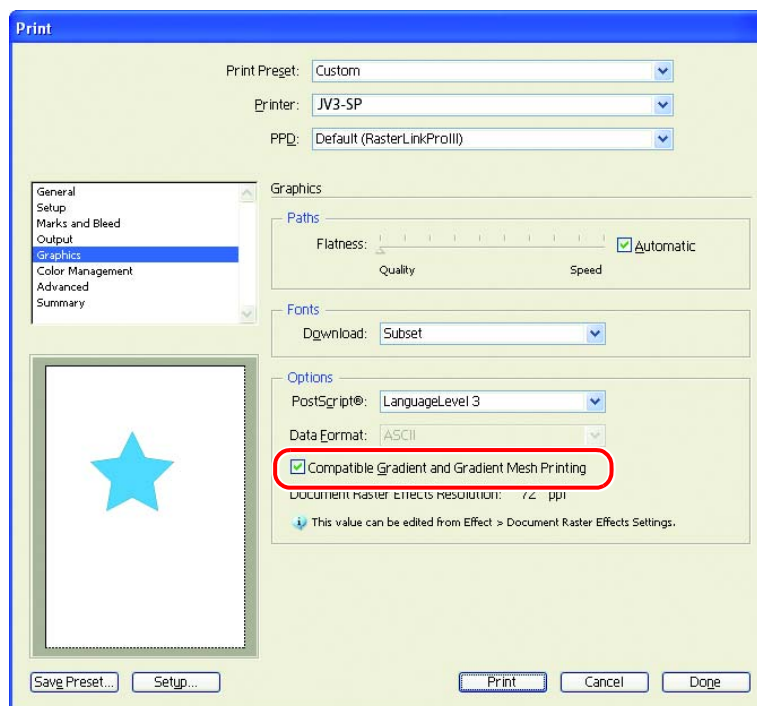 Print
Print Preset: Custom
Printer: JV3-SP
PPD: Default (RasterLinkProIII)
General
Setup
Marks and Bleed
Output
Graphics
Color Management
Advanced
Summary
Graphics
Paths
Flatness: Automatic
Quality Speed
Fonts
Download: Subset
Options
PostScript®: LanguageLevel 3
Data Format: ASCII
Compatible Gradient and Gradient Mesh Printing
Document Raster Effects Resolution: 72 ppi
This value can be edited from Effect > Document Raster Effects Settings.
Save Preset... Setup... Print Cancel Done